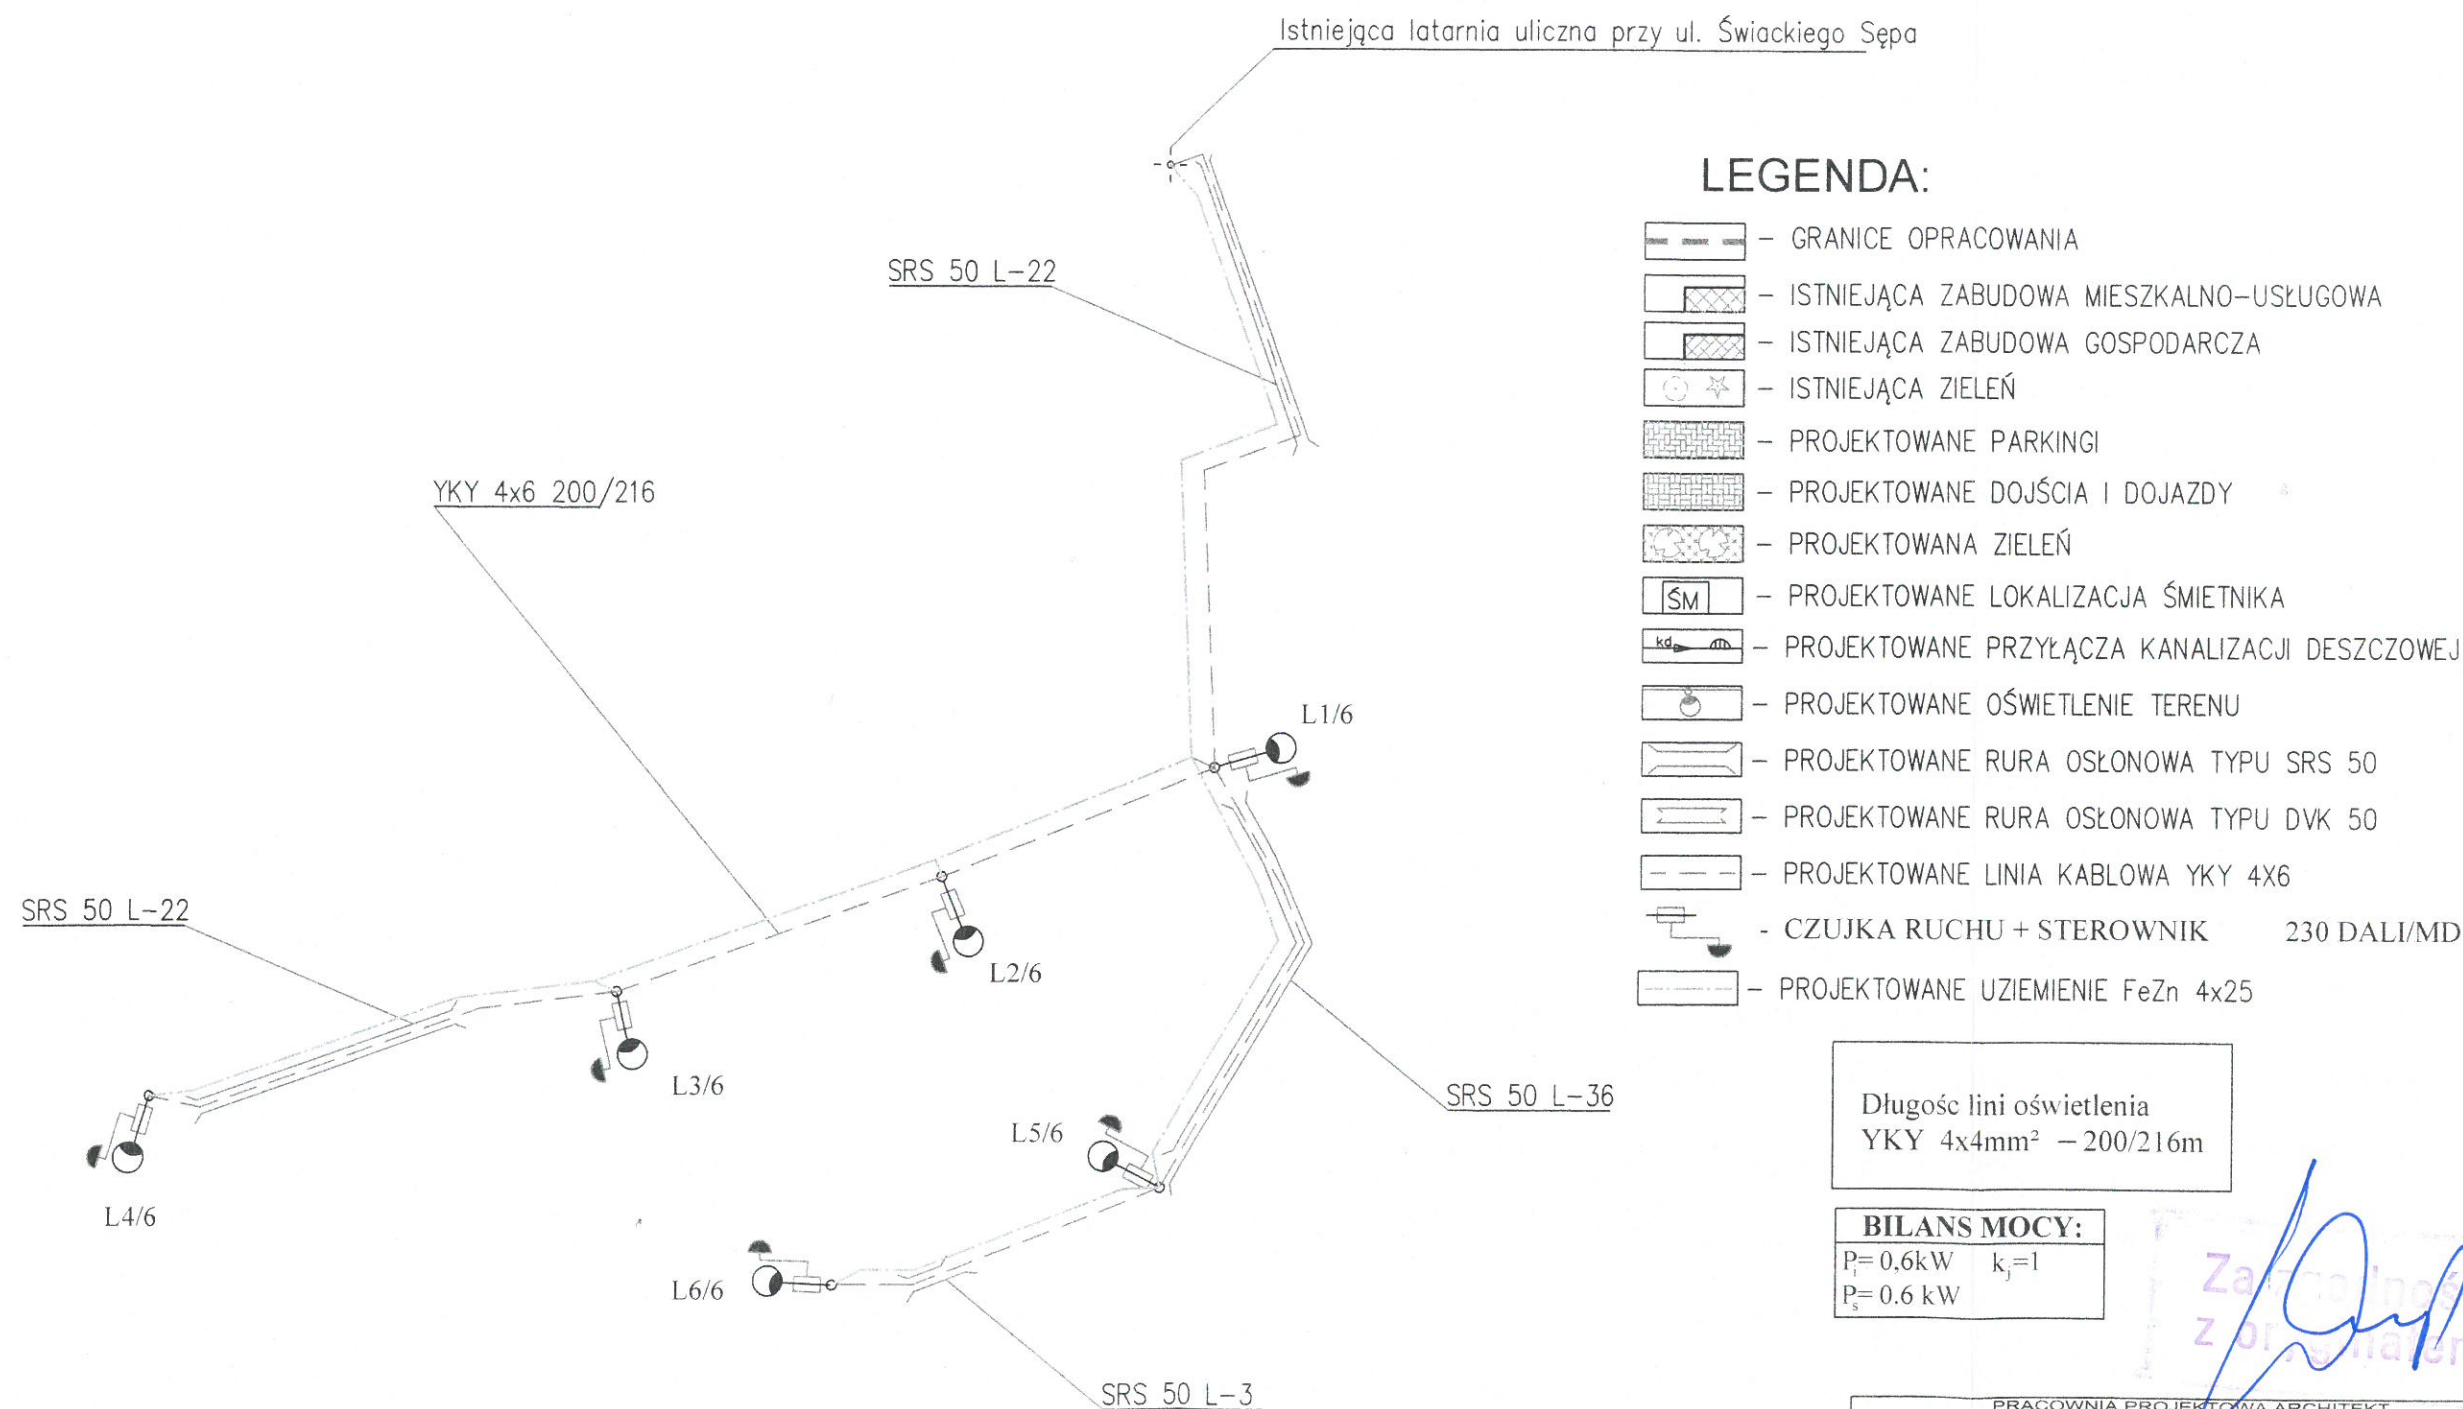 Istniejąca latarnia uliczna przy ul. Świackiego Sępa
SRS 50 L-22
YKY 4x6 200/216
SRS 50 L-22
L1/6
L2/6
L3/6
L4/6
L5/6
L6/6
SRS 50 L-36
SRS 50 L-3
LEGENDA:
- GRANICE OPRACOWANIA
- ISTNIEJĄCA ZABUDOWA MIESZKALNO-USŁUGOWA
- ISTNIEJĄCA ZABUDOWA GOSPODARCZA
- ISTNIEJĄCA ZIELEŃ
- PROJEKTOWANE PARKINGI
- PROJEKTOWANE DOJŚCIA I DOJAZDY
- PROJEKTOWANA ZIELEŃ
ŚM - PROJEKTOWANE LOKALIZACJA ŚMIETNIKA
kd - PROJEKTOWANE PRZYŁĄCZA KANALIZACJI DESZCZOWEJ
- PROJEKTOWANE OŚWIETLENIE TERENU
- PROJEKTOWANE RURA OSŁONOWA TYPU SRS 50
- PROJEKTOWANE RURA OSŁONOWA TYPU DVK 50
- PROJEKTOWANE LINIA KABLOWA YKY 4X6
- CZUJKA RUCHU + STEROWNIK 230 DALI/MD
- PROJEKTOWANE UZIEMIENIE FeZn 4x25
Długośc lini oświetlenia
YKY 4x4mm² – 200/216m
BILANS MOCY:
Pi= 0,6kW kj=1
Ps= 0.6 kW
Za
z
PRACOWNIA PROJEKTOWA ARCHITEKT